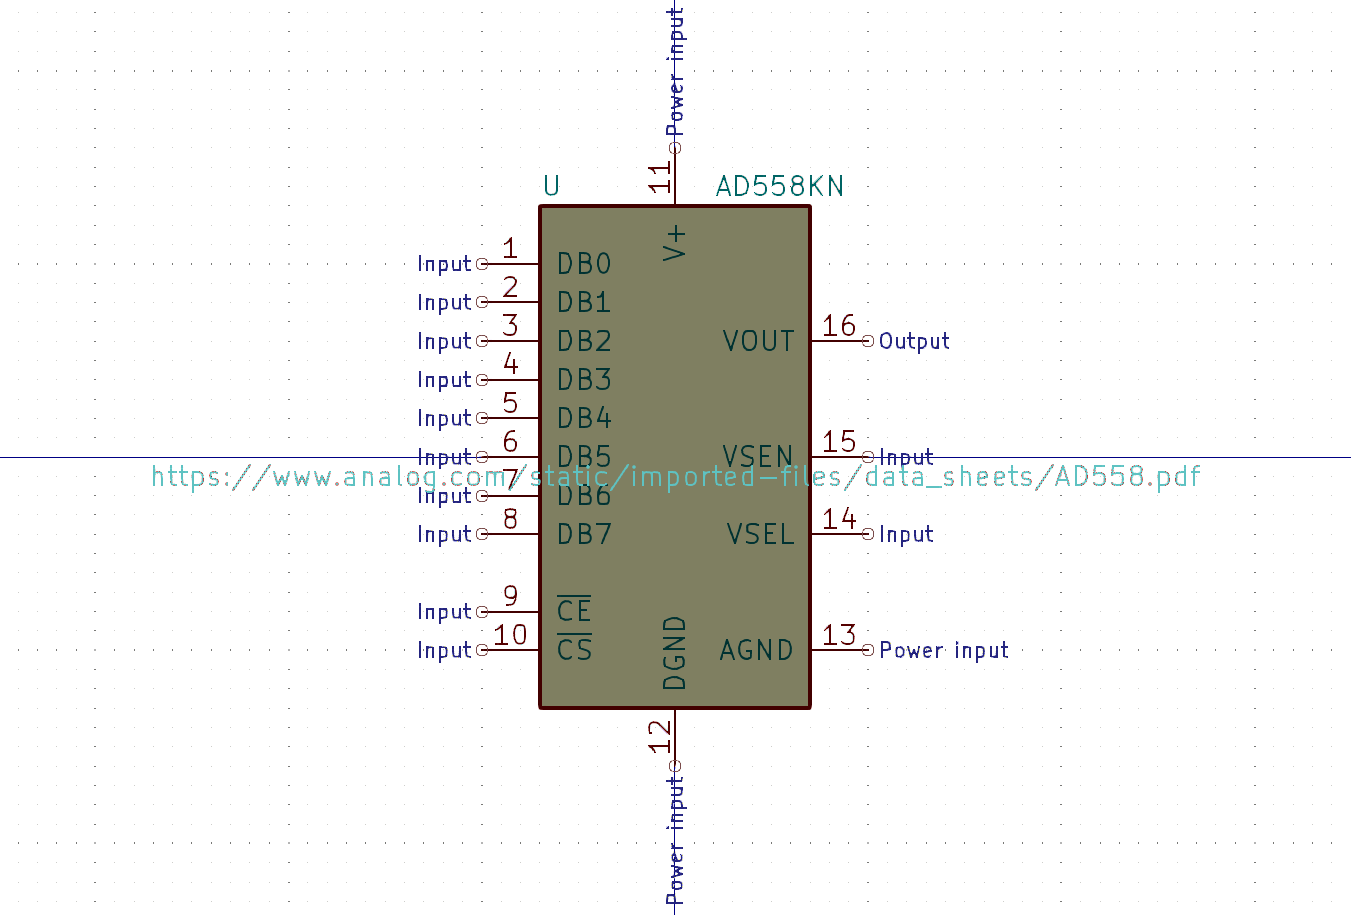 Power input
11
U AD558KN
V+
Input 1 DB0
Input 2 DB1
Input 3 DB2 VOUT 16 Output
Input 4 DB3
Input 5 DB4
Input 6 DB5 VSEN 15 Input
https://www.analog.com/static/imported-files/data_sheets/AD558.pdf
Input 7 DB6
Input 8 DB7 VSEL 14 Input
Input 9 CE
Input 10 CS DGND AGND 13 Power input
12
Power input